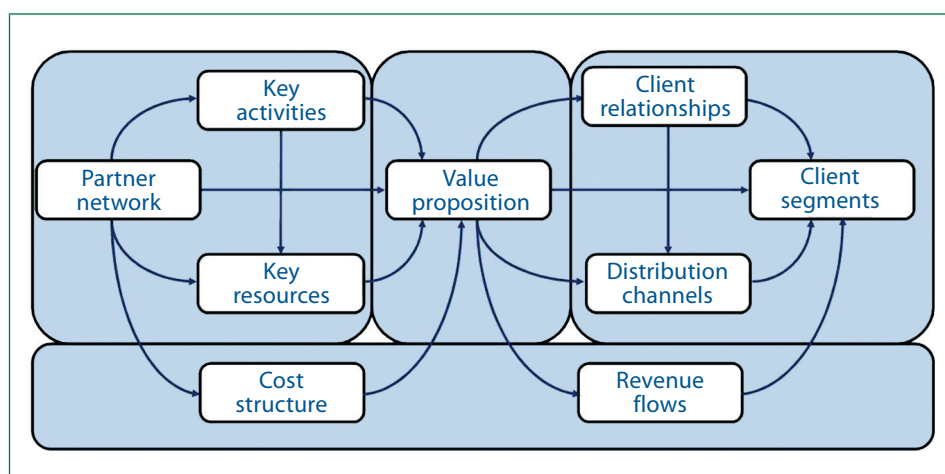 Key
activities
Client
relationships
Partner
network
Value
proposition
Client
segments
Key
resources
Distribution
channels
Cost
structure
Revenue
flows